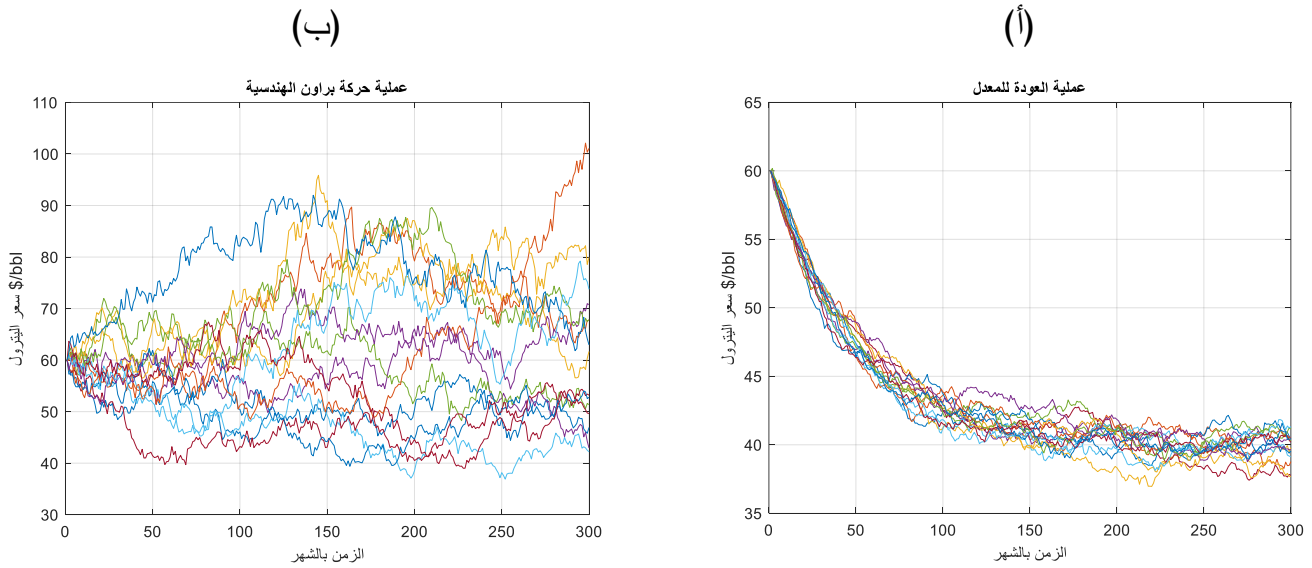 (أ)
عملية العودة للمعدل
65
60
55
50
45
40
35
سعر البترول $/bbl
0 50 100 150 200 250 300
الزمن بالشهر
(ب)
عملية حركة براون الهندسية
110
100
90
80
70
60
50
40
30
سعر البترول $/bbl
0 50 100 150 200 250 300
الزمن بالشهر